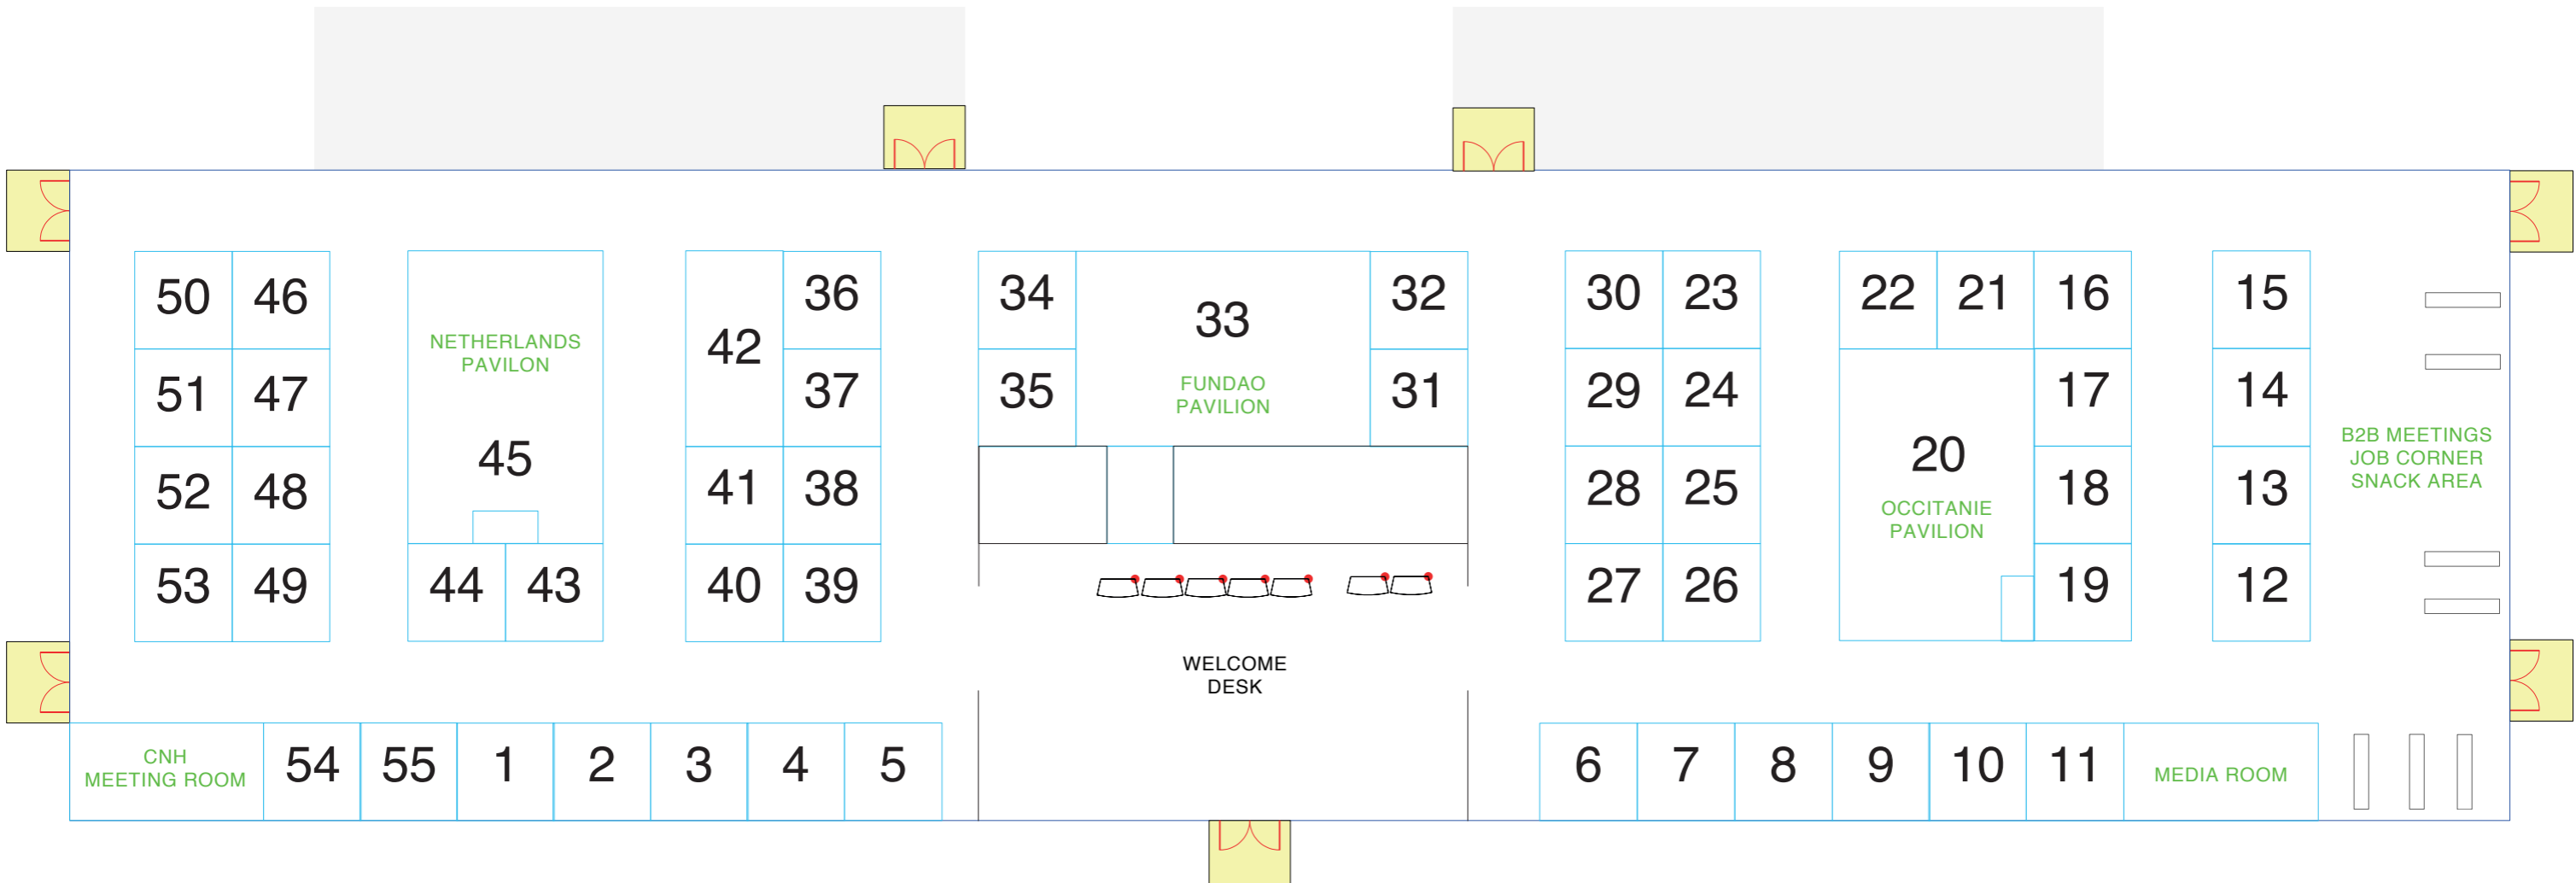 50 46
36
34
32
30 23
22 21 16
15
33
NETHERLANDS
PAVILON
42
51 47
37
35
FUNDAO
PAVILION
31
29 24
17
14
45
20
B2B MEETINGS
JOB CORNER
SNACK AREA
52 48
41 38
28 25
OCCITANIE
PAVILION
18
13
53 49
44 43
40 39
27 26
19
12
WELCOME
DESK
CNH
MEETING ROOM
54 55 1 2 3 4 5
6 7 8 9 10 11
MEDIA ROOM